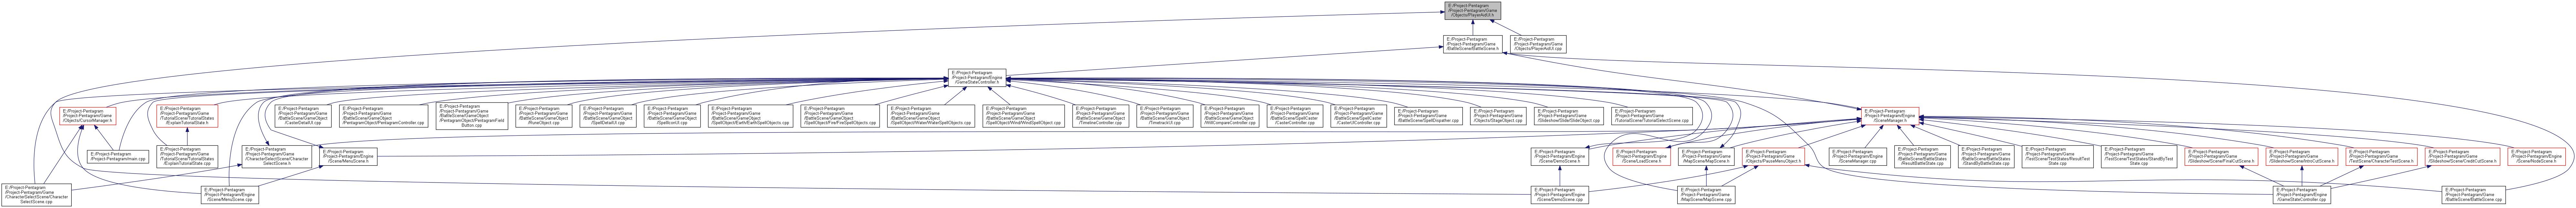 E:/Project-Pentagram
/Project-Pentagram/Game
/Objects/PlayerAidUI.h
E:/Project-Pentagram
/Project-Pentagram/Game
/BattleScene/BattleScene.h
E:/Project-Pentagram
/Project-Pentagram/Game
/Objects/PlayerAidUI.cpp
E:/Project-Pentagram
/Project-Pentagram/Engine
/GameStateController.h
E:/Project-Pentagram
/Project-Pentagram/Game
/Objects/CursorManager.h
E:/Project-Pentagram
/Project-Pentagram/Game
/TutorialScene/TutorialStates
/ExplainTutorialState.h
E:/Project-Pentagram
/Project-Pentagram/Game
/BattleScene/GameObject
/CasterDetailUI.cpp
E:/Project-Pentagram
/Project-Pentagram/Game
/BattleScene/GameObject
/PentagramObject/PentagramController.cpp
E:/Project-Pentagram
/Project-Pentagram/Game
/BattleScene/GameObject
/PentagramObject/PentagramField
Button.cpp
E:/Project-Pentagram
/Project-Pentagram/Game
/BattleScene/GameObject
/RuneObject.cpp
E:/Project-Pentagram
/Project-Pentagram/Game
/BattleScene/GameObject
/SpellDetailUI.cpp
E:/Project-Pentagram
/Project-Pentagram/Game
/BattleScene/GameObject
/SpellIconUI.cpp
E:/Project-Pentagram
/Project-Pentagram/Game
/BattleScene/GameObject
/SpellObject/Earth/EarthSpellObjects.cpp
E:/Project-Pentagram
/Project-Pentagram/Game
/BattleScene/GameObject
/SpellObject/Fire/FireSpellObjects.cpp
E:/Project-Pentagram
/Project-Pentagram/Game
/BattleScene/GameObject
/SpellObject/Water/WaterSpellObjects.cpp
E:/Project-Pentagram
/Project-Pentagram/Game
/BattleScene/GameObject
/SpellObject/Wind/WindSpellObject.cpp
E:/Project-Pentagram
/Project-Pentagram/Game
/BattleScene/GameObject
/TimelineController.cpp
E:/Project-Pentagram
/Project-Pentagram/Game
/BattleScene/GameObject
/TimetrackUI.cpp
E:/Project-Pentagram
/Project-Pentagram/Game
/BattleScene/GameObject
/WillCompareController.cpp
E:/Project-Pentagram
/Project-Pentagram/Game
/BattleScene/SpellCaster
/CasterController.cpp
E:/Project-Pentagram
/Project-Pentagram/Game
/BattleScene/SpellCaster
/CasterUIController.cpp
E:/Project-Pentagram
/Project-Pentagram/Game
/BattleScene/SpellDispather.cpp
E:/Project-Pentagram
/Project-Pentagram/Game
/Objects/StageObject.cpp
E:/Project-Pentagram
/Project-Pentagram/Game
/Slideshow/Slide/SlideObject.cpp
E:/Project-Pentagram
/Project-Pentagram/Game
/TutorialScene/TutorialSelectScene.cpp
E:/Project-Pentagram
/Project-Pentagram/Engine
/SceneManager.h
E:/Project-Pentagram
/Project-Pentagram/main.cpp
E:/Project-Pentagram
/Project-Pentagram/Game
/TutorialScene/TutorialStates
/ExplainTutorialState.cpp
E:/Project-Pentagram
/Project-Pentagram/Game
/CharacterSelectScene/Character
SelectScene.h
E:/Project-Pentagram
/Project-Pentagram/Engine
/Scene/MenuScene.h
E:/Project-Pentagram
/Project-Pentagram/Engine
/Scene/DemoScene.h
E:/Project-Pentagram
/Project-Pentagram/Engine
/Scene/LoadScene.h
E:/Project-Pentagram
/Project-Pentagram/Game
/MapScene/MapScene.h
E:/Project-Pentagram
/Project-Pentagram/Game
/Objects/PauseMenuObject.h
E:/Project-Pentagram
/Project-Pentagram/Engine
/SceneManager.cpp
E:/Project-Pentagram
/Project-Pentagram/Game
/BattleScene/BattleStates
/ResultBattleState.cpp
E:/Project-Pentagram
/Project-Pentagram/Game
/BattleScene/BattleStates
/StandByBattleState.cpp
E:/Project-Pentagram
/Project-Pentagram/Game
/TestScene/TestStates/ResultTest
State.cpp
E:/Project-Pentagram
/Project-Pentagram/Game
/TestScene/TestStates/StandByTest
State.cpp
E:/Project-Pentagram
/Project-Pentagram/Game
/Slideshow/Scene/FinalCutScene.h
E:/Project-Pentagram
/Project-Pentagram/Game
/Slideshow/Scene/IntroCutScene.h
E:/Project-Pentagram
/Project-Pentagram/Game
/TestScene/CharacterTestScene.h
E:/Project-Pentagram
/Project-Pentagram/Game
/Slideshow/Scene/CreditCutScene.h
E:/Project-Pentagram
/Project-Pentagram/Engine
/SceneNodeScene.h
E:/Project-Pentagram
/Project-Pentagram/Game
/CharacterSelectScene/Character
SelectScene.cpp
E:/Project-Pentagram
/Project-Pentagram/Engine
/Scene/MenuScene.cpp
E:/Project-Pentagram
/Project-Pentagram/Engine
/Scene/DemoScene.cpp
E:/Project-Pentagram
/Project-Pentagram/Game
/MapScene/MapScene.cpp
E:/Project-Pentagram
/Project-Pentagram/Engine
/GameStateController.cpp
E:/Project-Pentagram
/Project-Pentagram/Game
/BattleScene/BattleScene.cpp